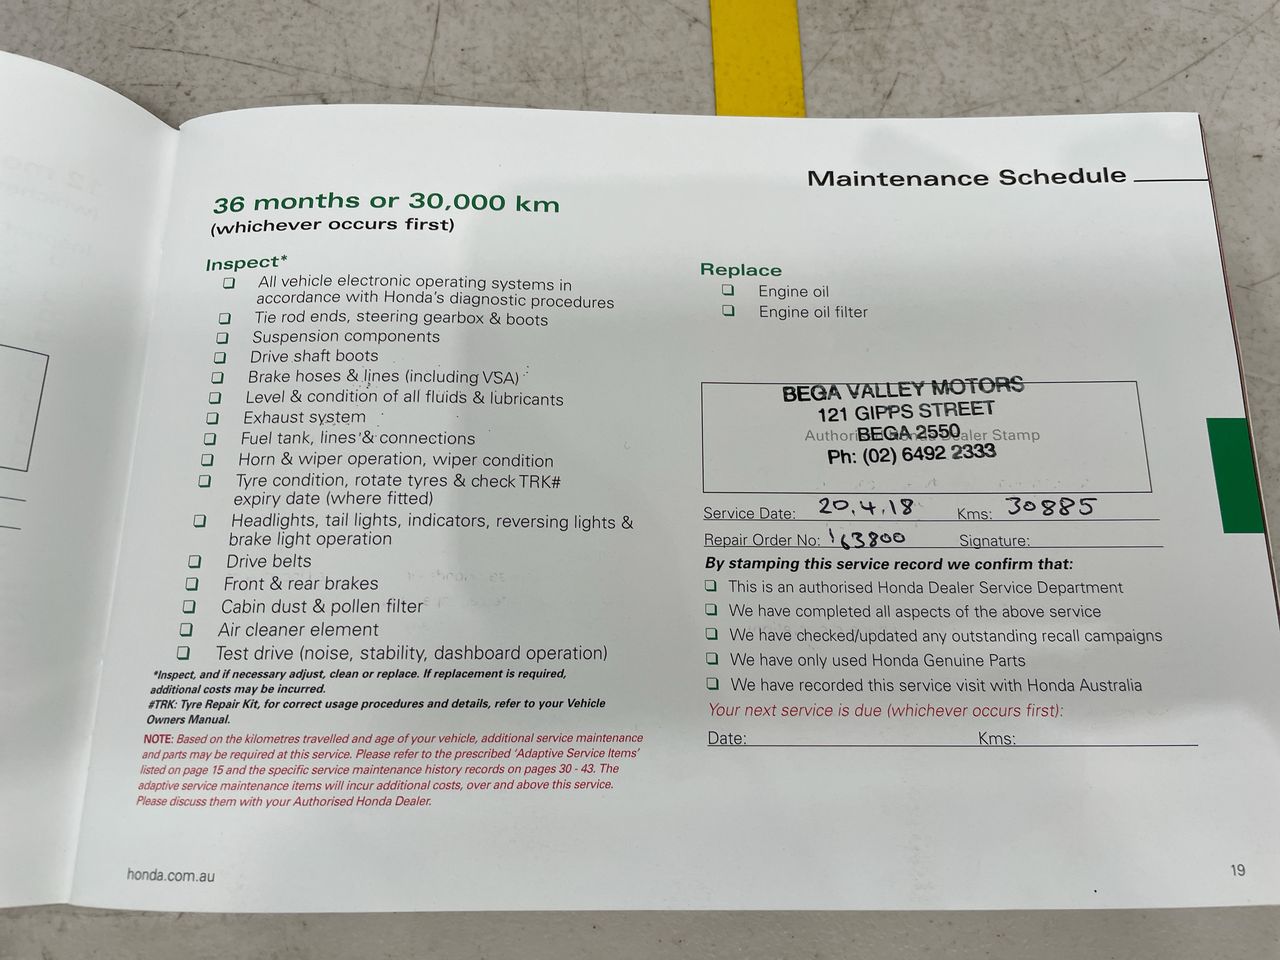 Maintenance Schedule
36 months or 30,000 km
(whichever occurs first)
Inspect*
All vehicle electronic operating systems in
accordance with Honda's diagnostic procedures
Tie rod ends, steering gearbox & boots
Suspension components
Drive shaft boots
Brake hoses & lines (including VSA)
Level & condition of all fluids & lubricants
Exhaust system
Fuel tank, lines & connections
Horn & wiper operation, wiper condition
Tyre condition, rotate tyres & check TRK#
expiry date (where fitted)
Headlights, tail lights, indicators, reversing lights &
brake light operation
Drive belts
Front & rear brakes
Cabin dust & pollen filter
Air cleaner element
Test drive (noise, stability, dashboard operation)
*Inspect, and if necessary adjust, clean or replace. If replacement is required,
additional costs may be incurred.
#TRK: Tyre Repair Kit, for correct usage procedures and details, refer to your Vehicle
Owners Manual.
NOTE: Based on the kilometres travelled and age of your vehicle, additional service maintenance
and parts may be required at this service. Please refer to the prescribed 'Adaptive Service Items'
listed on page 15 and the specific service maintenance history records on pages 30 - 43. The
adaptive service maintenance items will incur additional costs, over and above this service.
Please discuss them with your Authorised Honda Dealer.
Replace
Engine oil
Engine oil filter
BEGA VALLEY MOTORS
121 GIPPS STREET
BEGA 2550
Authorised Honda Dealer Stamp
Ph: (02) 6492 2333
Service Date: 20.4.18 Kms: 30885
Repair Order No: 163800 Signature:
By stamping this service record we confirm that:
This is an authorised Honda Dealer Service Department
We have completed all aspects of the above service
We have checked/updated any outstanding recall campaigns
We have only used Honda Genuine Parts
We have recorded this service visit with Honda Australia
Your next service is due (whichever occurs first):
Date: Kms:
honda.com.au
19